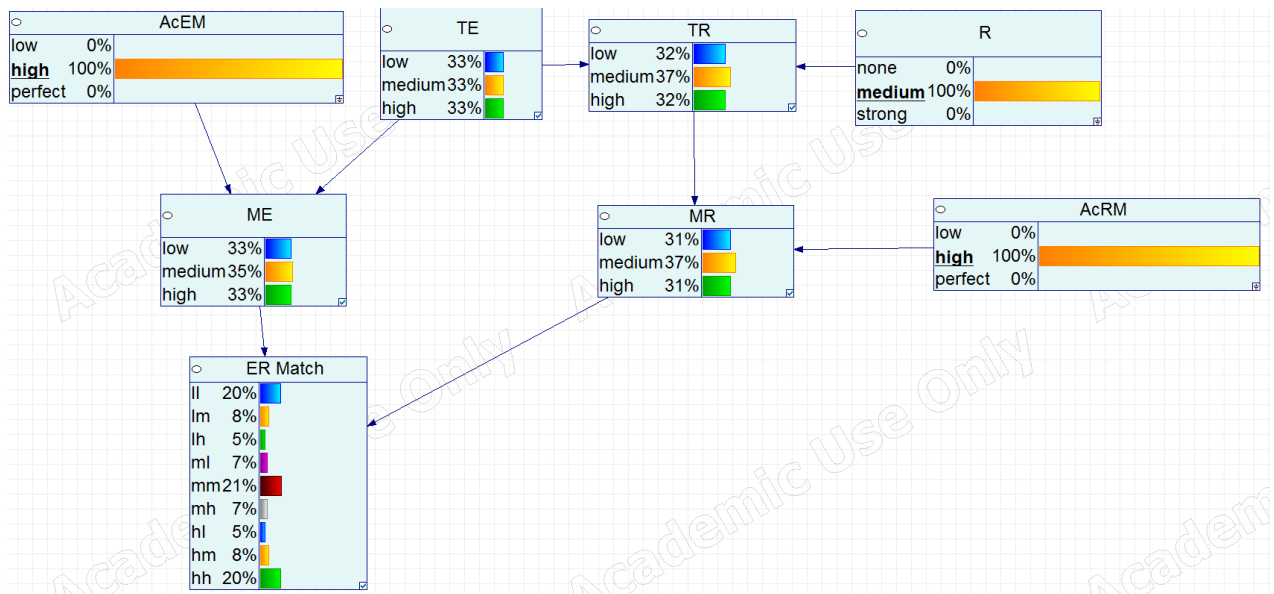 AcEM
low 0%
high 100%
perfect 0%
TE
low 33%
medium 33%
high 33%
TR
low 32%
medium 37%
high 32%
R
none 0%
medium 100%
strong 0%
ME
low 33%
medium 35%
high 33%
MR
low 31%
medium 37%
high 31%
AcRM
low 0%
high 100%
perfect 0%
ER Match
ll 20%
lm 8%
lh 5%
ml 7%
mm 21%
mh 7%
hl 5%
hm 8%
hh 20%
Academic Use Only
Academic Use Only
Academic Use Only
Academic Use Only